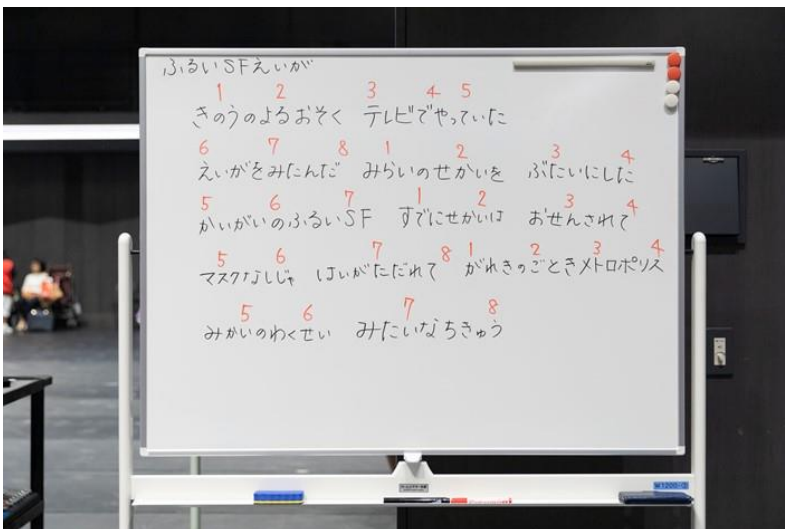 ふるいSFえいが
1 2 3 4 5
きのうのよるおそく テレビでやっていた
6 7 8 1 2 3 4
えいがをみたんだ みらいのせかいを ぶたいにした
5 6 7 1 2 3 4
かいがいのふるいSF すでにせかいは おせんされて
5 6 7 8 1 2 3 4
マスクなしじゃ はいがただれて がれきのごときメトロポリス
5 6 7 8
みかいのわくせい みたいなちきゅう